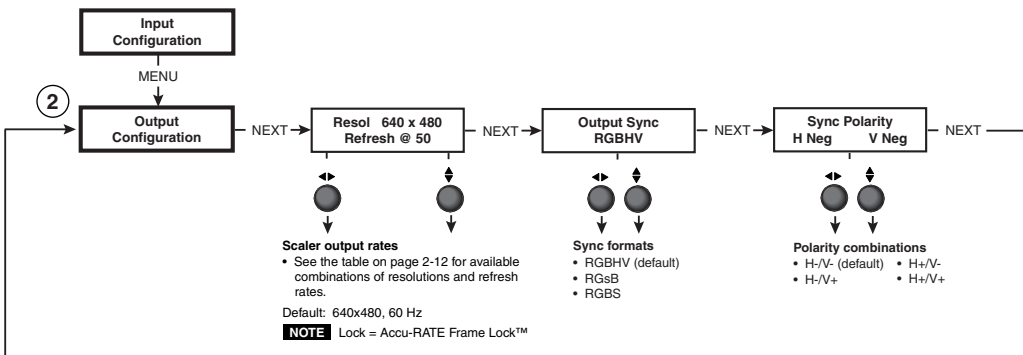 Input
Configuration
MENU
2
Output
Configuration
NEXT
Resol 640 x 480
Refresh @ 50
NEXT
Output Sync
RGBHV
NEXT
Sync Polarity
H Neg V Neg
NEXT
Scaler output rates
• See the table on page 2-12 for available
combinations of resolutions and refresh
rates.
Default: 640x480, 60 Hz
NOTE Lock = Accu-RATE Frame Lock™
Sync formats
• RGBHV (default)
• RGsB
• RGBS
Polarity combinations
• H-/V- (default) • H+/V-
• H-/V+ • H+/V+